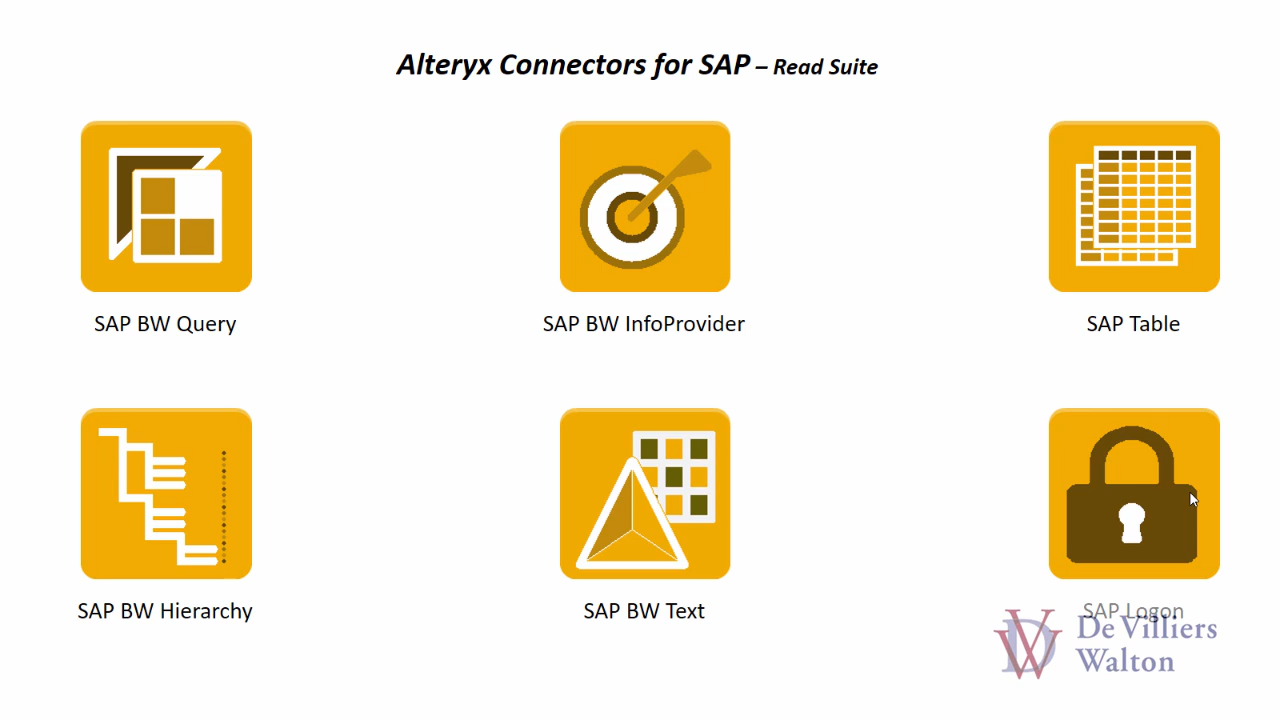 Alteryx Connectors for SAP – Read Suite
SAP BW Query
SAP BW InfoProvider
SAP Table
SAP BW Hierarchy
SAP BW Text
SAP Logon
DV
De Villiers
Walton